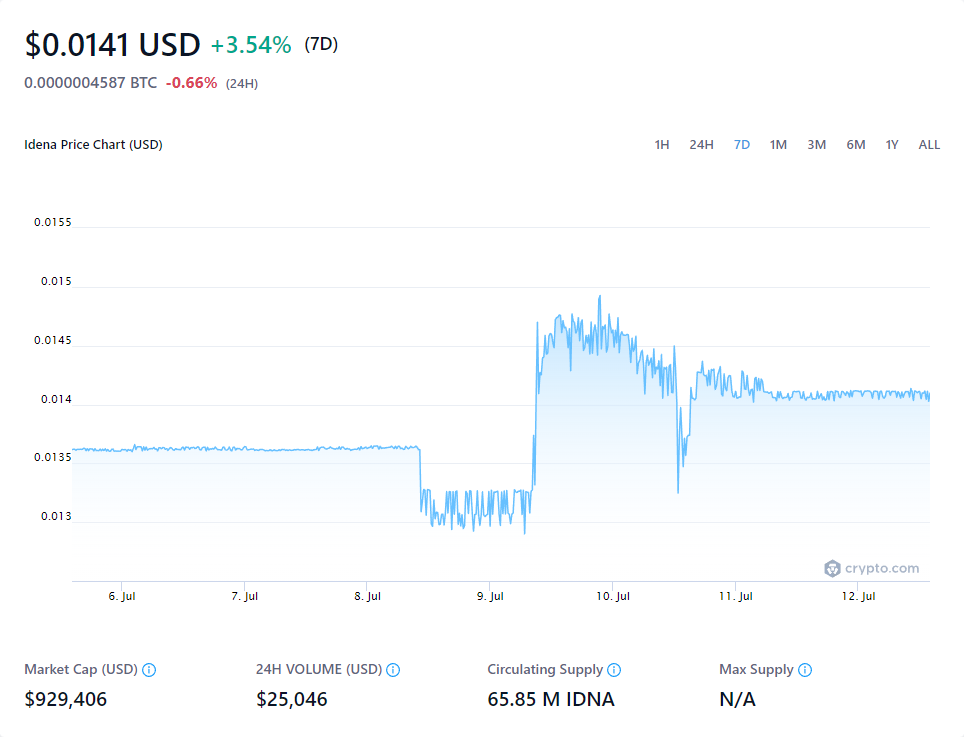 $0.0141 USD +3.54% (7D)
0.0000004587 BTC -0.66% (24H)
Idena Price Chart (USD) 1H 24H 7D 1M 3M 6M 1Y ALL
0.0155
0.015
0.0145
0.014
0.0135
0.013
crypto.com
6. Jul 7. Jul 8. Jul 9. Jul 10. Jul 11. Jul 12. Jul
Market Cap (USD) 24H VOLUME (USD) Circulating Supply Max Supply
$929,406 $25,046 65.85 M IDNA N/A